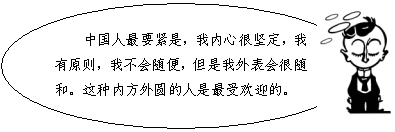 中国人最要紧是，我内心很坚定，我
有原则，我不会随便，但是我外表会很随
和。这种内方外圆的人是最受欢迎的。